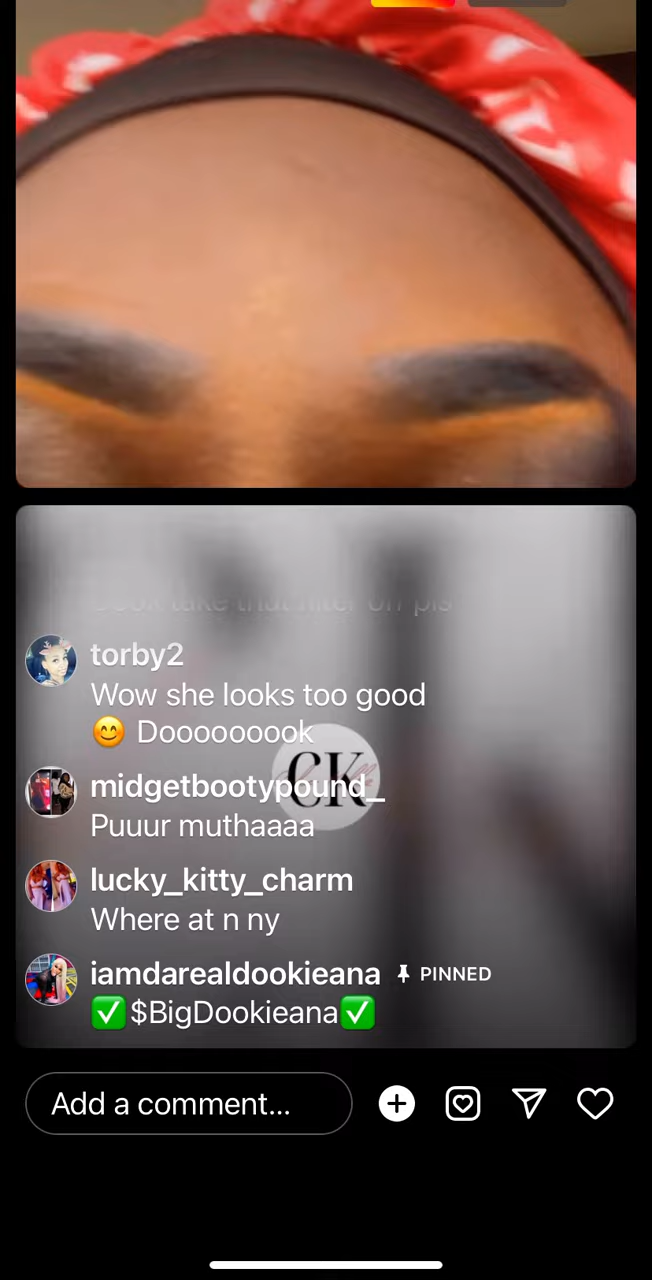 torby2
Wow she looks too good
😊 Dooooooook
CK
midgetbootypound_
Puuur muthaaaa
lucky_kitty_charm
Where at n ny
iamdarealdookieana PINNED
✅$BigDookieana✅
Add a comment...